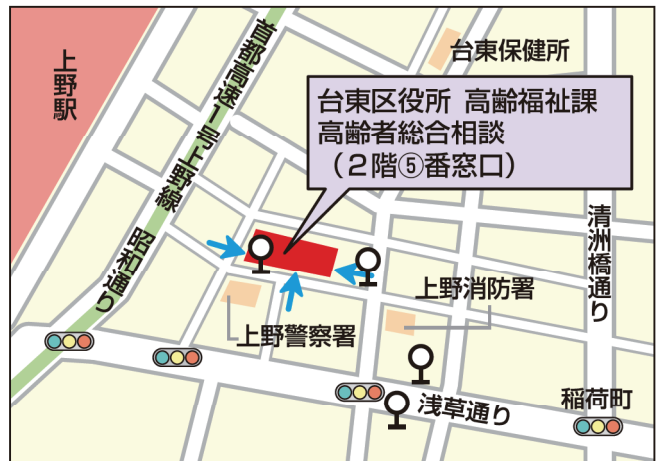 台東保健所
上野駅
首都高速1号上野線 昭和通り
台東区役所 高齢福祉課
高齢者総合相談
（2階⑤番窓口）
清洲橋通り
上野消防署
上野警察署
浅草通り
稲荷町